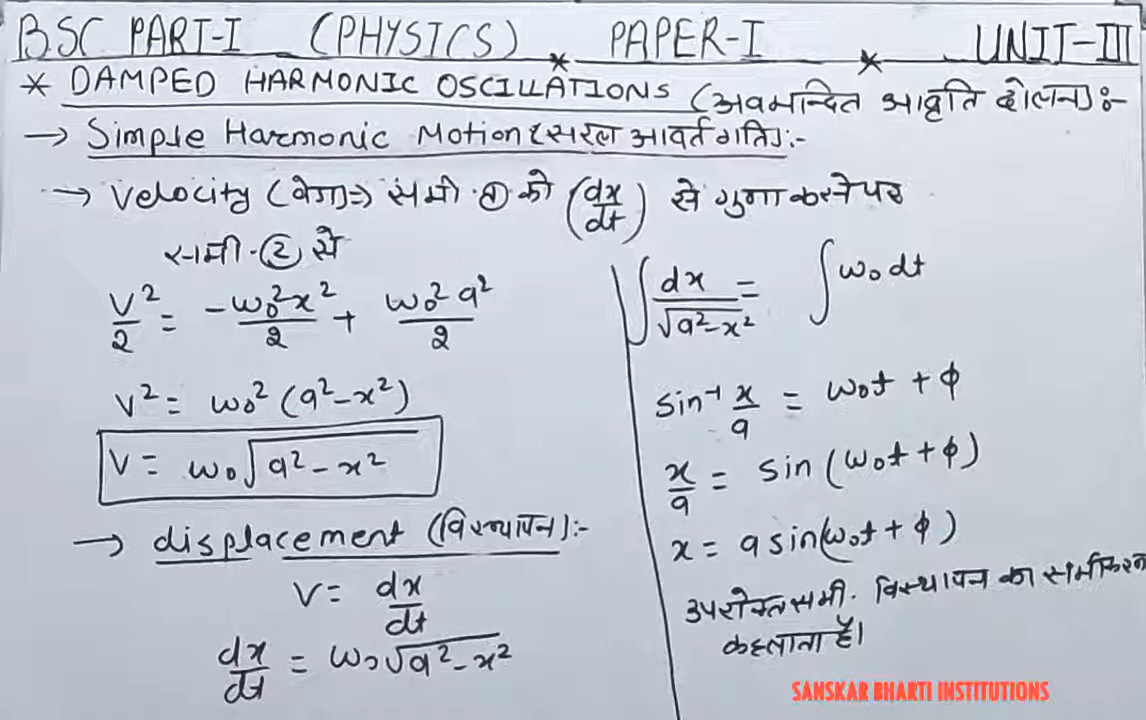 BSC PART-I (PHYSICS) * PAPER-I * UNIT-III
* DAMPED HARMONIC OSCILLATIONS (अवमन्दित आवृति दोलन):-
→ Simple Harmonic Motion (सरल आवर्त गति):-
→ Velocity (वेग)⇒ समी. ① को (dx/dt) से गुणा करने पर
समी. ② से
v²/2 = -ω₀²x²/2 + ω₀²a²/2
v² = ω₀² (a²-x²)
v = ω₀√a²-x²
→ displacement (विस्थापन):-
v = dx/dt
dx/dt = ω₀√a²-x²
∫ dx/√a²-x² = ∫ω₀dt
sin⁻¹ x/a = ω₀t + ϕ
x/a = sin (ω₀t + ϕ)
x = a sin(ω₀t + ϕ)
उपरोक्त समी. विस्थापन का समीकरन
कहलाता है।
SANSKAR BHARTI INSTITUTIONS